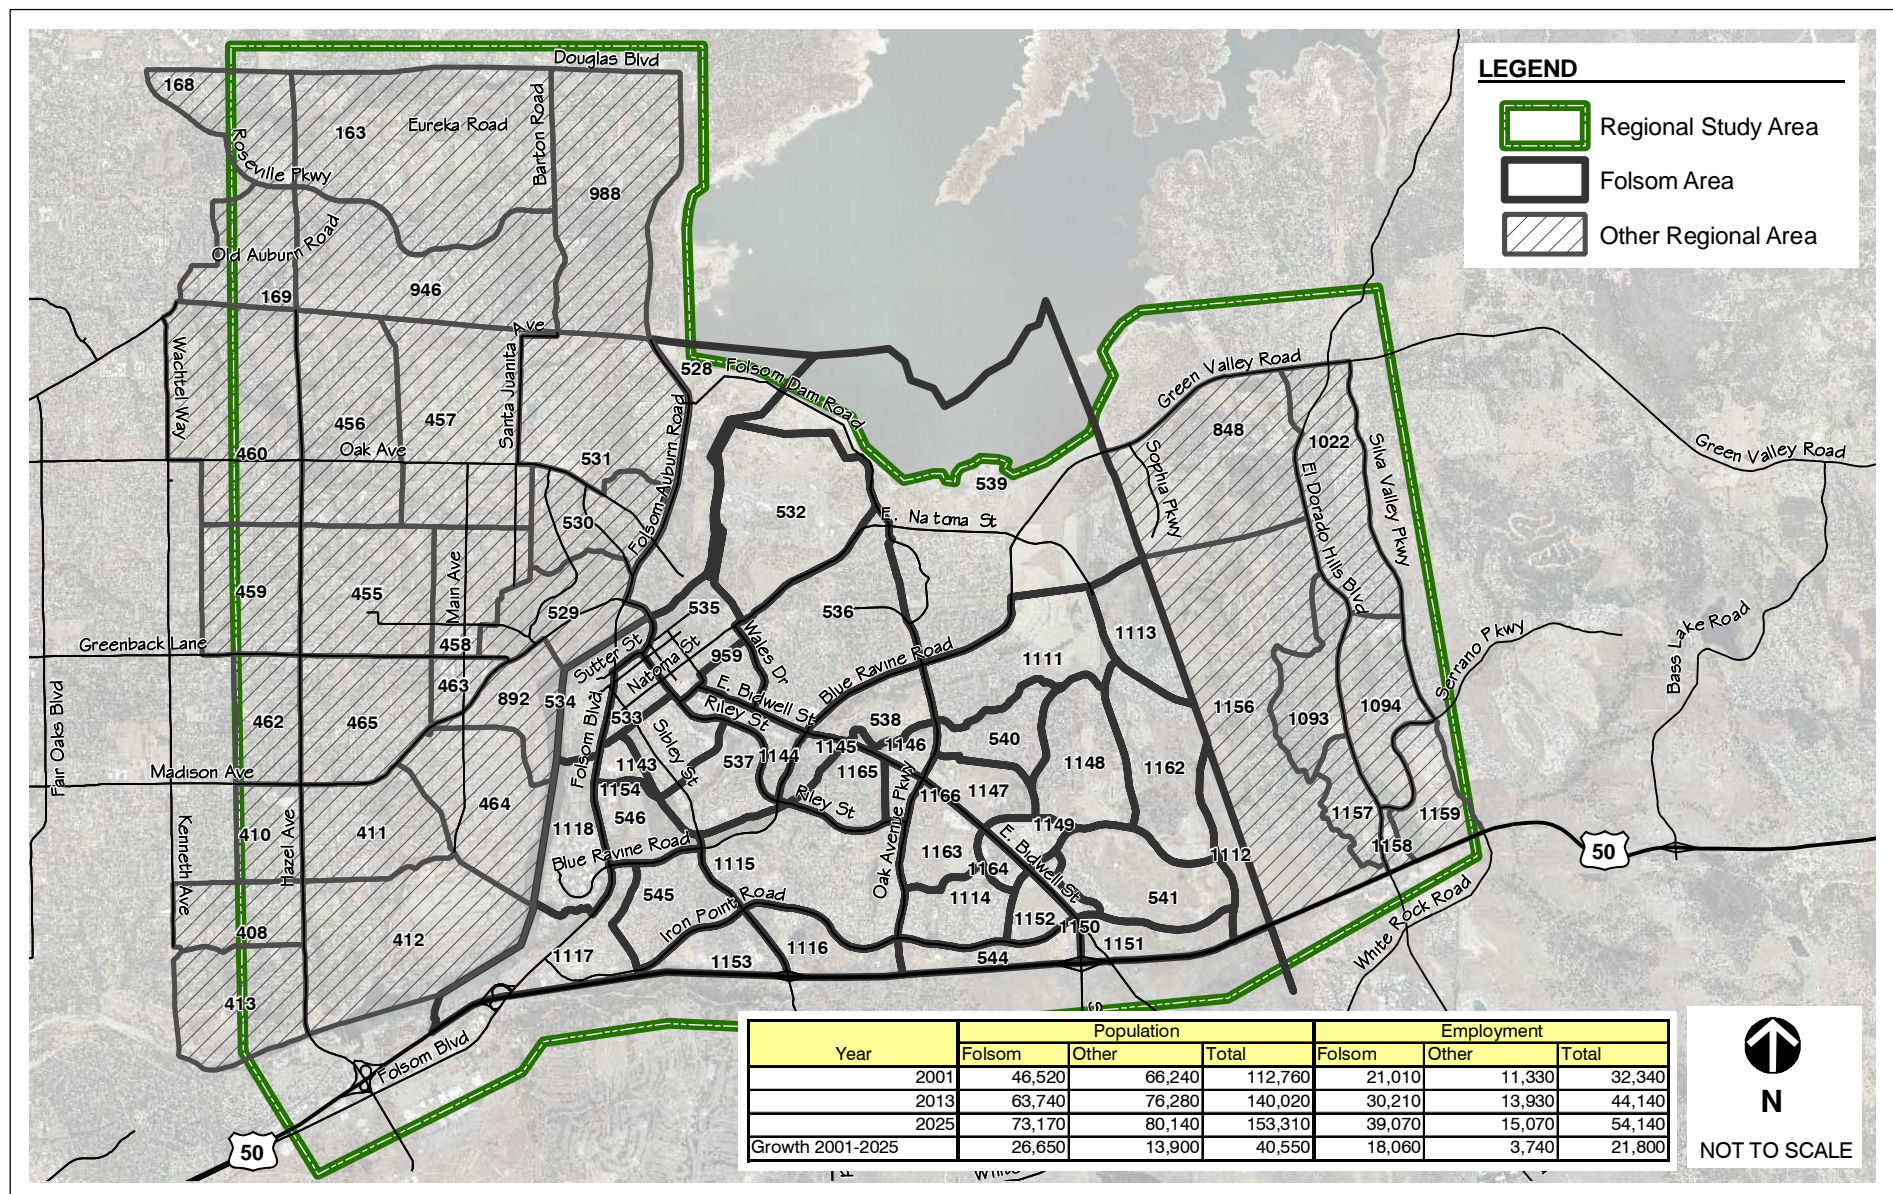 Douglas Blvd
LEGEND
Regional Study Area
Folsom Area
Other Regional Area
168
163
Eureka Road
Barton Road
Roseville Pkwy
988
Old Auburn Road
169
946
Santa Juanita Ave
528
Folsom Dam Road
Green Valley Road
Wachtel Way
456
457
460
Oak Ave
531
Folsom-Auburn Road
848
1022
Sophia Pkwy
El Dorado Hills Blvd
Silva Valley Pkwy
Green Valley Road
539
532
530
E. Natoma St
459
455
Main Ave
529
535
536
1113
Greenback Lane
458
Sutter St
Natoma St
959
Wales Dr
Blue Ravine Road
1111
Serrano Pkwy
Bass Lake Road
463
892
534
E. Bidwell St
Fair Oaks Blvd
462
465
533
Riley St
538
1156
1093
1094
Folsom Blvd
Sibley St
537
1144
1145
1146
540
1148
1162
Madison Ave
1143
1165
1154
1166
1147
Riley St
Oak Avenue Pkwy
Kenneth Ave
Hazel Ave
410
411
464
1118
546
1149
1157
1159
Blue Ravine Road
1115
1163
E. Bidwell St
1112
1158
50
1164
545
1114
541
Iron Point Road
408
412
1152
1150
1151
White Rock Road
1117
1116
1153
544
413
Folsom Blvd
50
Population
Employment
Year
Folsom
Other
Total
Folsom
Other
Total
2001 46,520 66,240 112,760 21,010 11,330 32,340
2013 63,740 76,280 140,020 30,210 13,930 44,140
2025 73,170 80,140 153,310 39,070 15,070 54,140
Growth 2001-2025 26,650 13,900 40,550 18,060 3,740 21,800
N
NOT TO SCALE